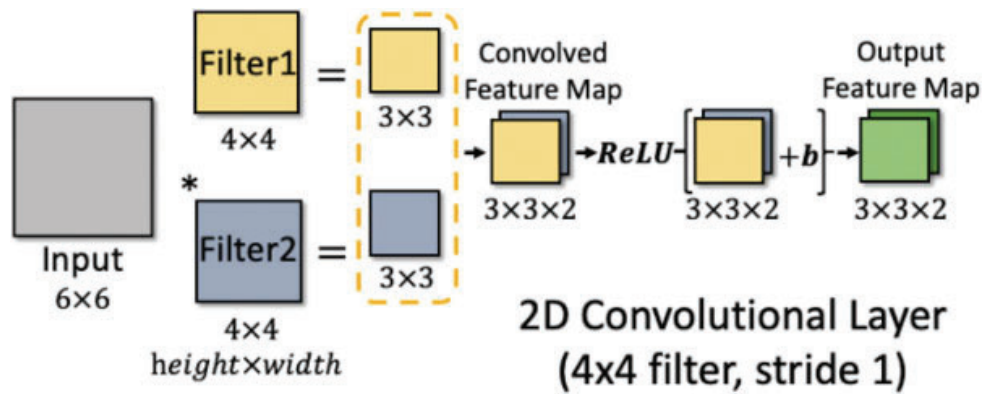 Input
6×6
*
Filter1
4×4
=
3×3
Filter2
4×4
height×width
=
3×3
Convolved
Feature Map
3×3×2
ReLU
+b
3×3×2
Output
Feature Map
3×3×2
2D Convolutional Layer
(4x4 filter, stride 1)